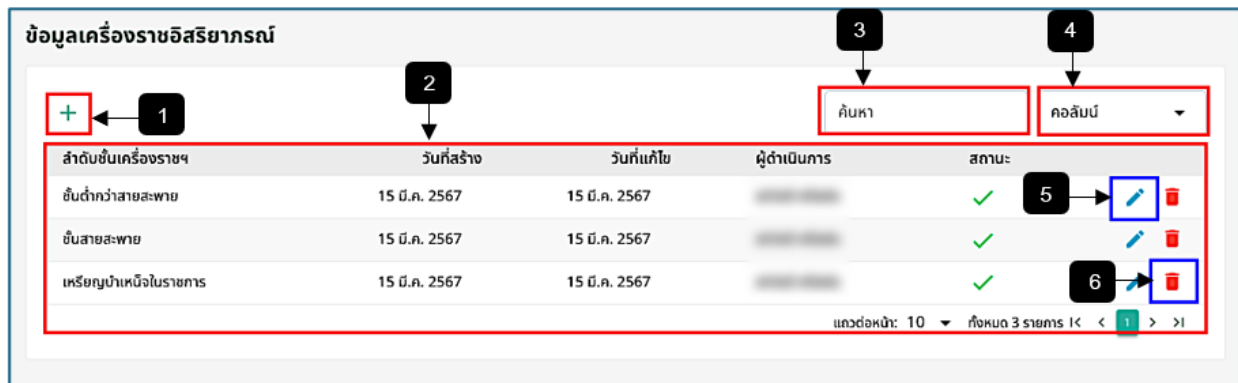 ข้อมูลเครื่องราชอิสริยาภรณ์
3
4
2
1
ค้นหา
คอลัมน์
ลำดับชั้นเครื่องราชฯ วันที่สร้าง วันที่แก้ไข ผู้ดำเนินการ สถานะ
ชั้นต่ำกว่าสายสะพาย 15 มี.ค. 2567 15 มี.ค. 2567 5
ชั้นสายสะพาย 15 มี.ค. 2567 15 มี.ค. 2567
เหรียญบำเหน็จในราชการ 15 มี.ค. 2567 15 มี.ค. 2567 6
แถวต่อหน้า: 10 ทั้งหมด 3 รายการ 1